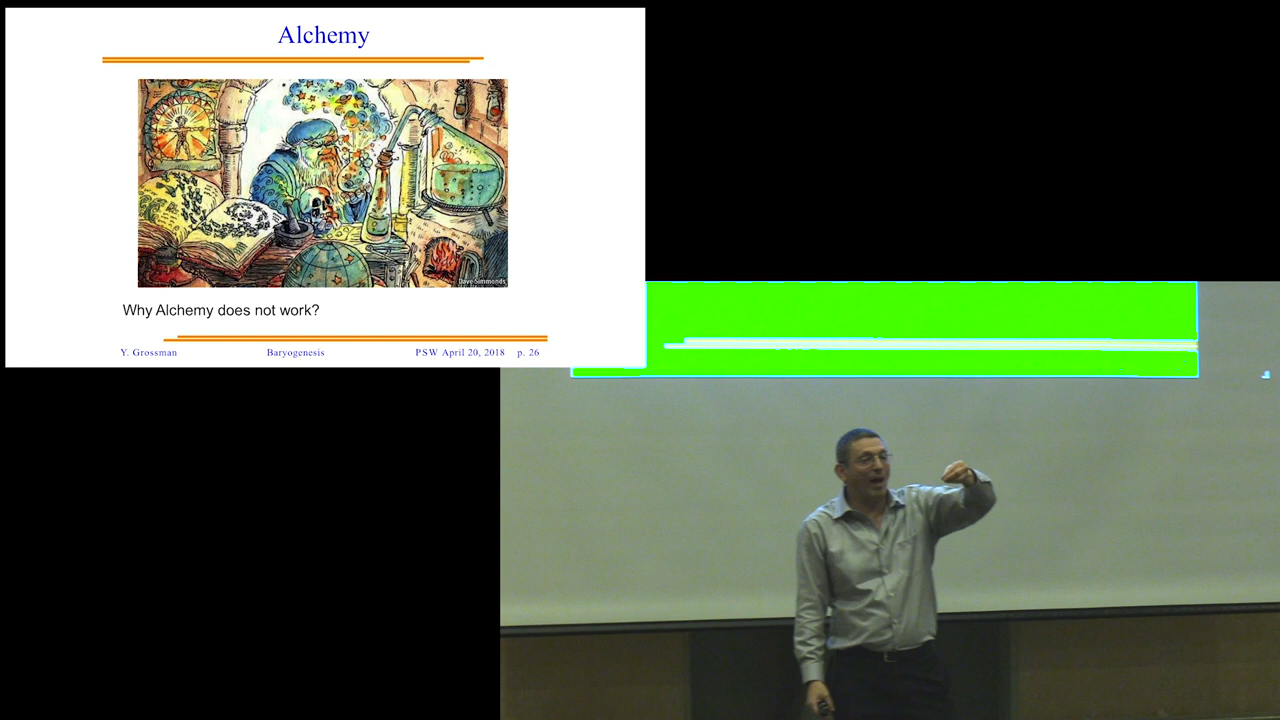 Alchemy
Dave Simmonds
Why Alchemy does not work?
Y. Grossman Baryogenesis PSW April 20, 2018 p. 26